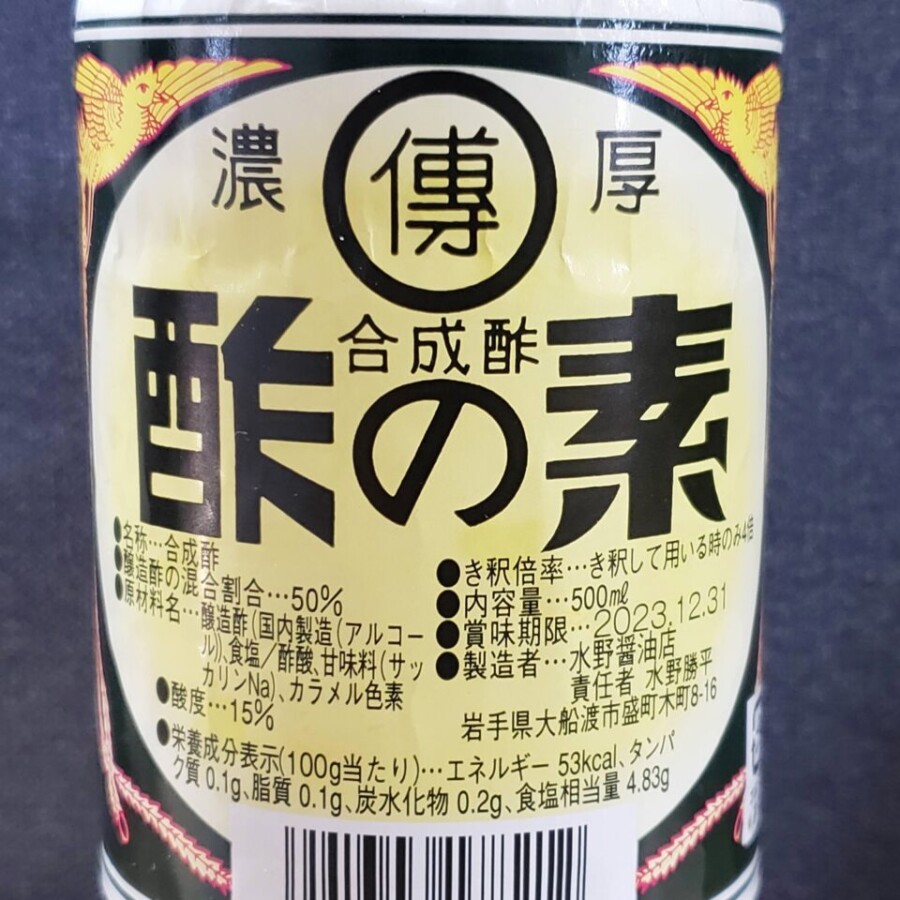 濃 傳 厚
合成酢
酢の素
●名称…合成酢
●醸造酢の混合割合…50%
●原材料名…醸造酢(国内製造(アルコー
ル)、食塩/酢酸、甘味料(サッ
カリンNa)、カラメル色素
●酸度…15%
●き釈倍率…き釈して用いる時のみ4倍
●内容量…500㎖
●賞味期限…2023.12.31
●製造者…水野醤油店
責任者 水野勝平
岩手県大船渡市盛町木町8-16
●栄養成分表示(100g当たり)…エネルギー 53kcal、タンパ
ク質 0.1g、脂質 0.1g、炭水化物 0.2g、食塩相当量 4.83g